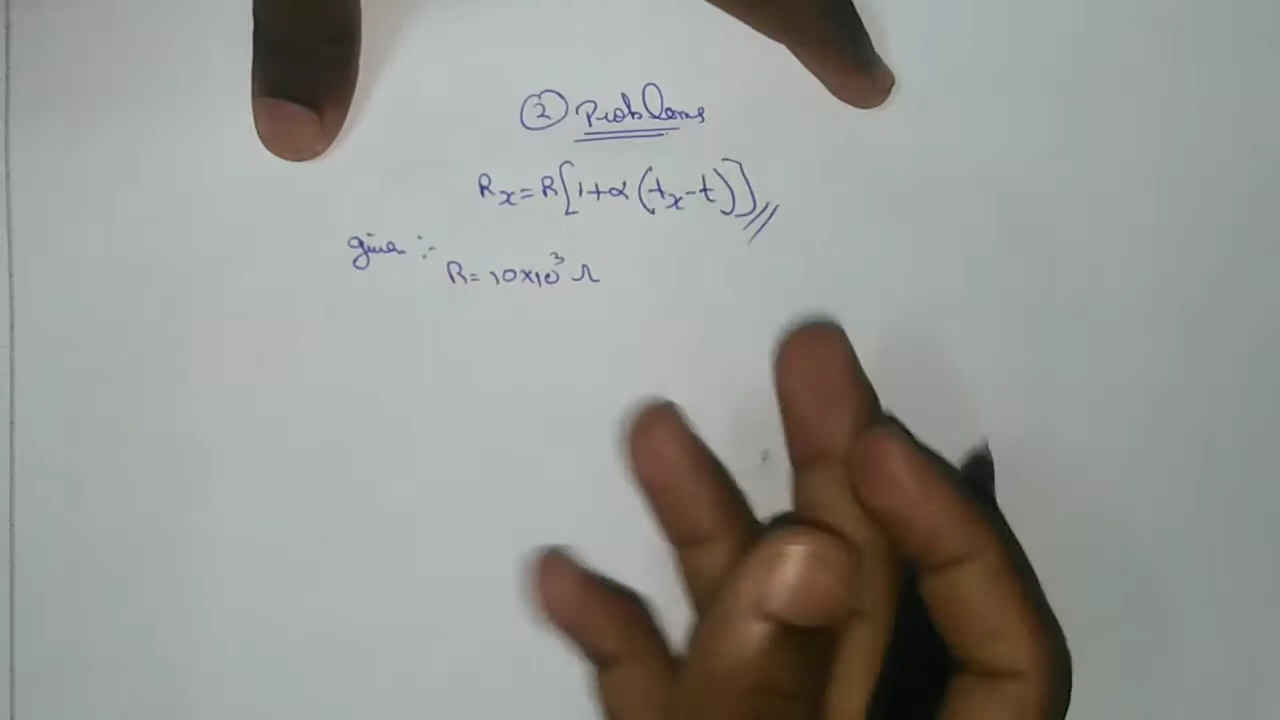 ② Problems
Rx = R[1+α(tx-t)]//
given :-
R = 10×10³ Ω